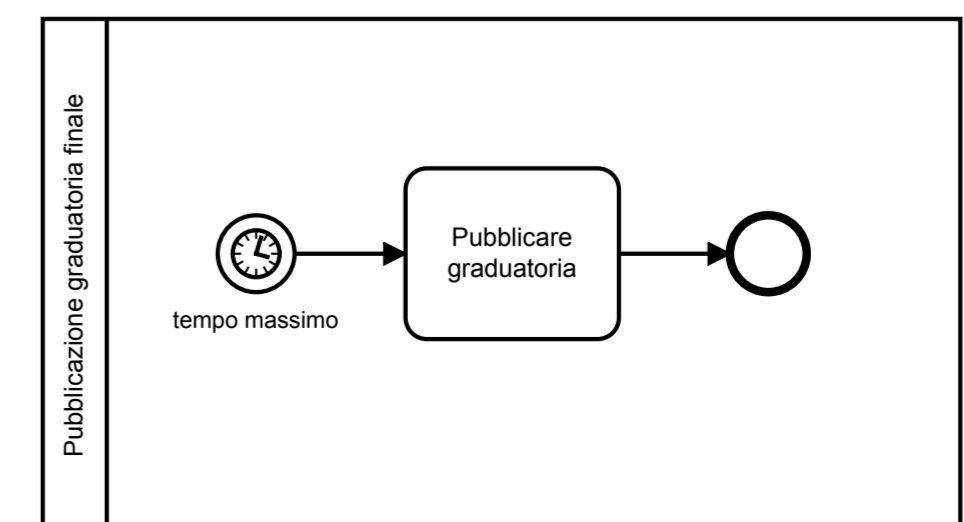 Pubblicazione graduatoria finale
tempo massimo
Pubblicare
graduatoria